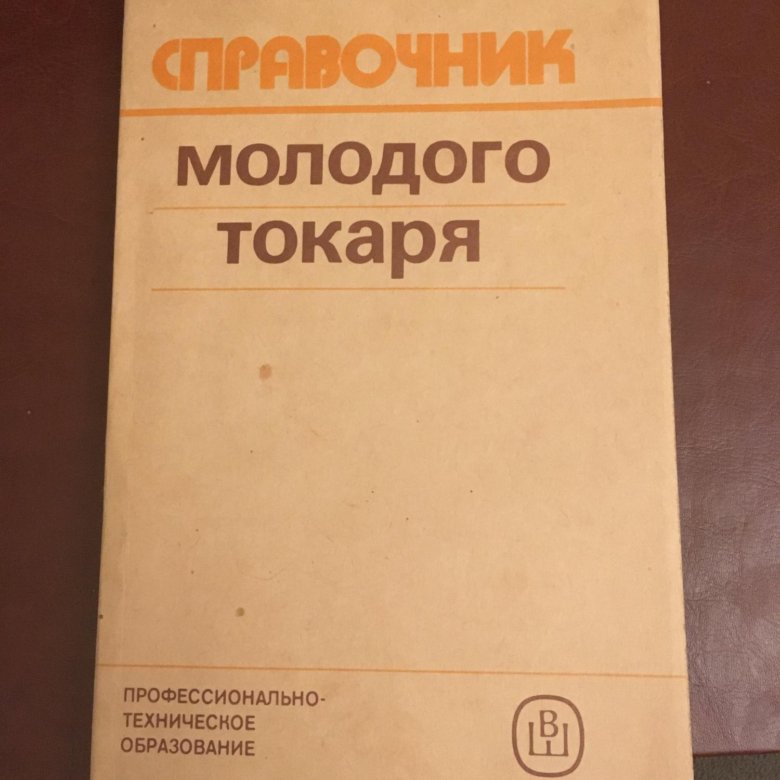 СПРАВОЧНИК
МОЛОДОГО
ТОКАРЯ
ПРОФЕССИОНАЛЬНО-
ТЕХНИЧЕСКОЕ
ОБРАЗОВАНИЕ
ВШ